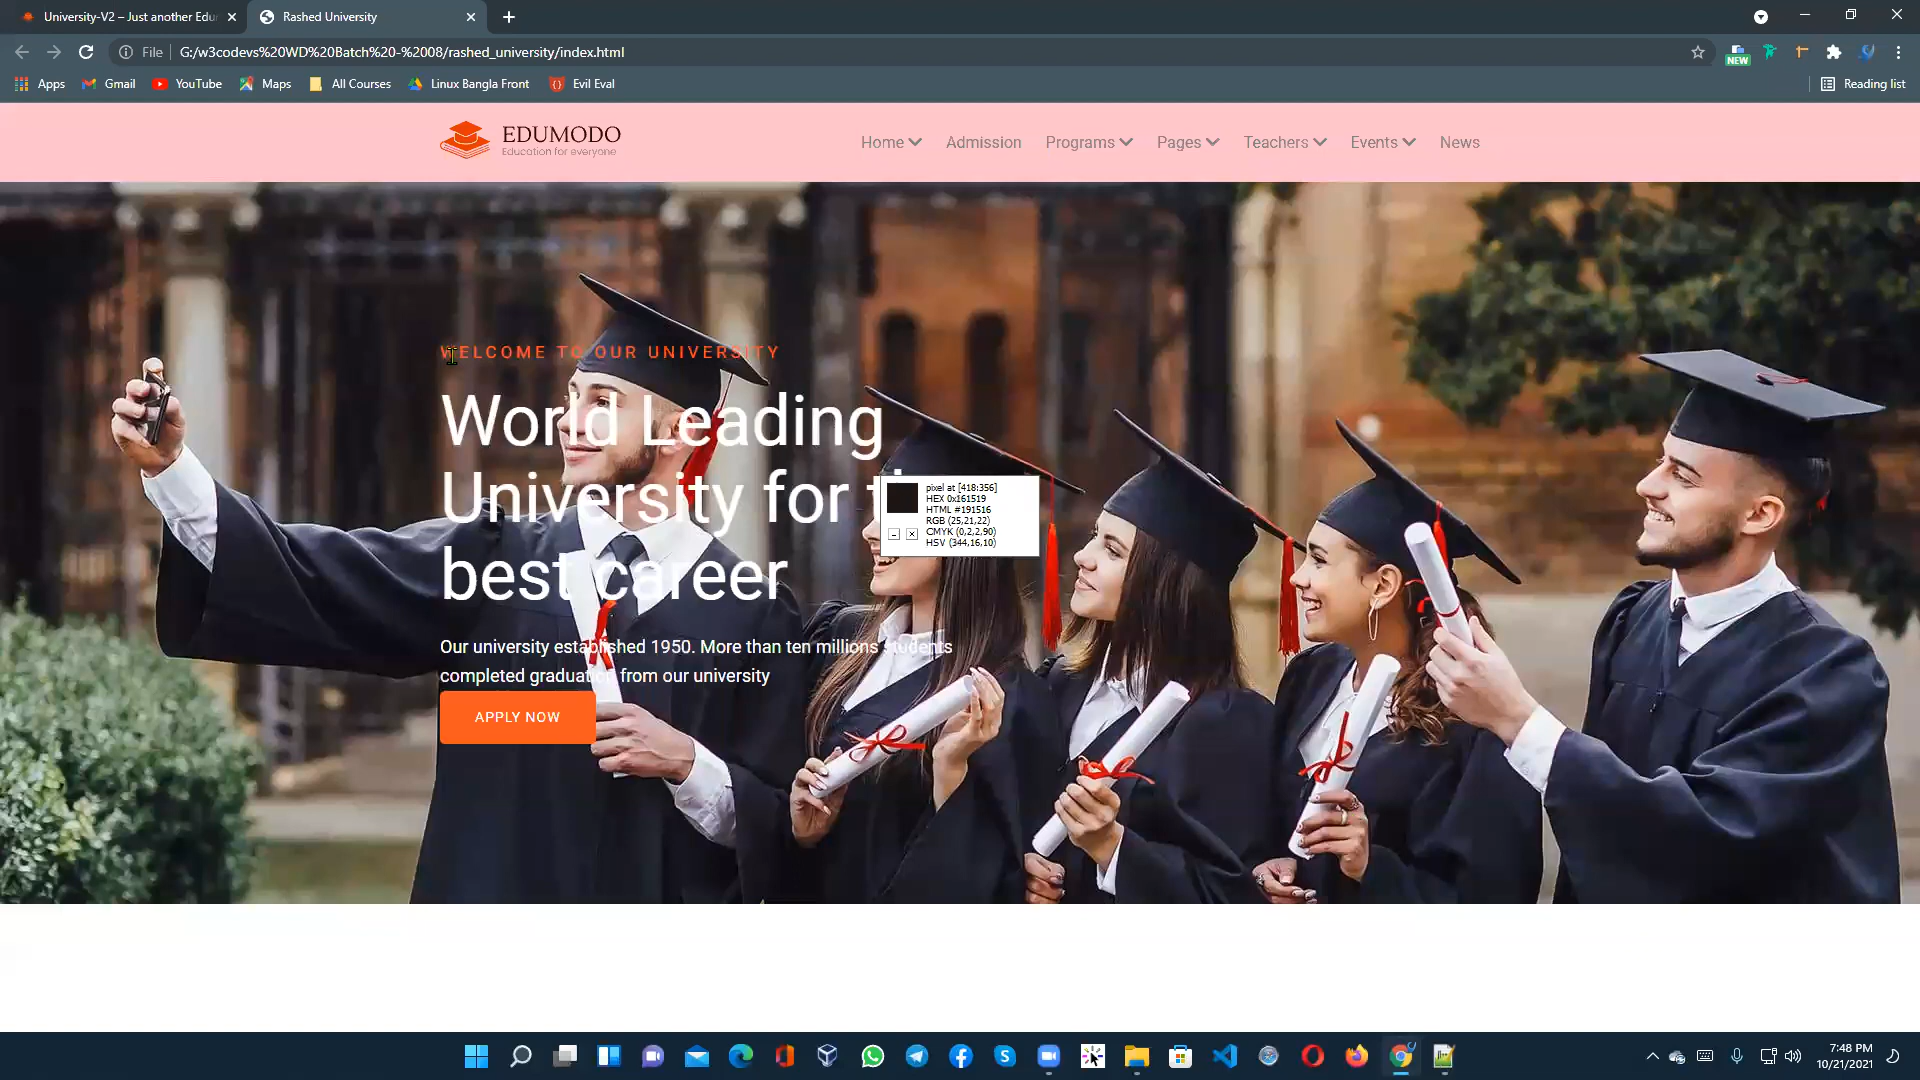 University-V2 – Just another Edu
Rashed University
File
G:/w3codevs%20WD%20Batch%20-%2008/rashed_university/index.html
NEW
Apps
Gmail
YouTube
Maps
All Courses
Linux Bangla Front
Evil Eval
Reading list
EDUMODO
Education for everyone
Home
Admission
Programs
Pages
Teachers
Events
News
WELCOME TO OUR UNIVERSITY
World Leading
University for
best career
pixel at [418:356]
HEX 0x161519
HTML #191516
RGB (25,21,22)
CMYK (0,2,2,90)
HSV (344,16,10)
Our university established 1950. More than ten millions students
completed graduation from our university
APPLY NOW
7:48 PM
10/21/2021